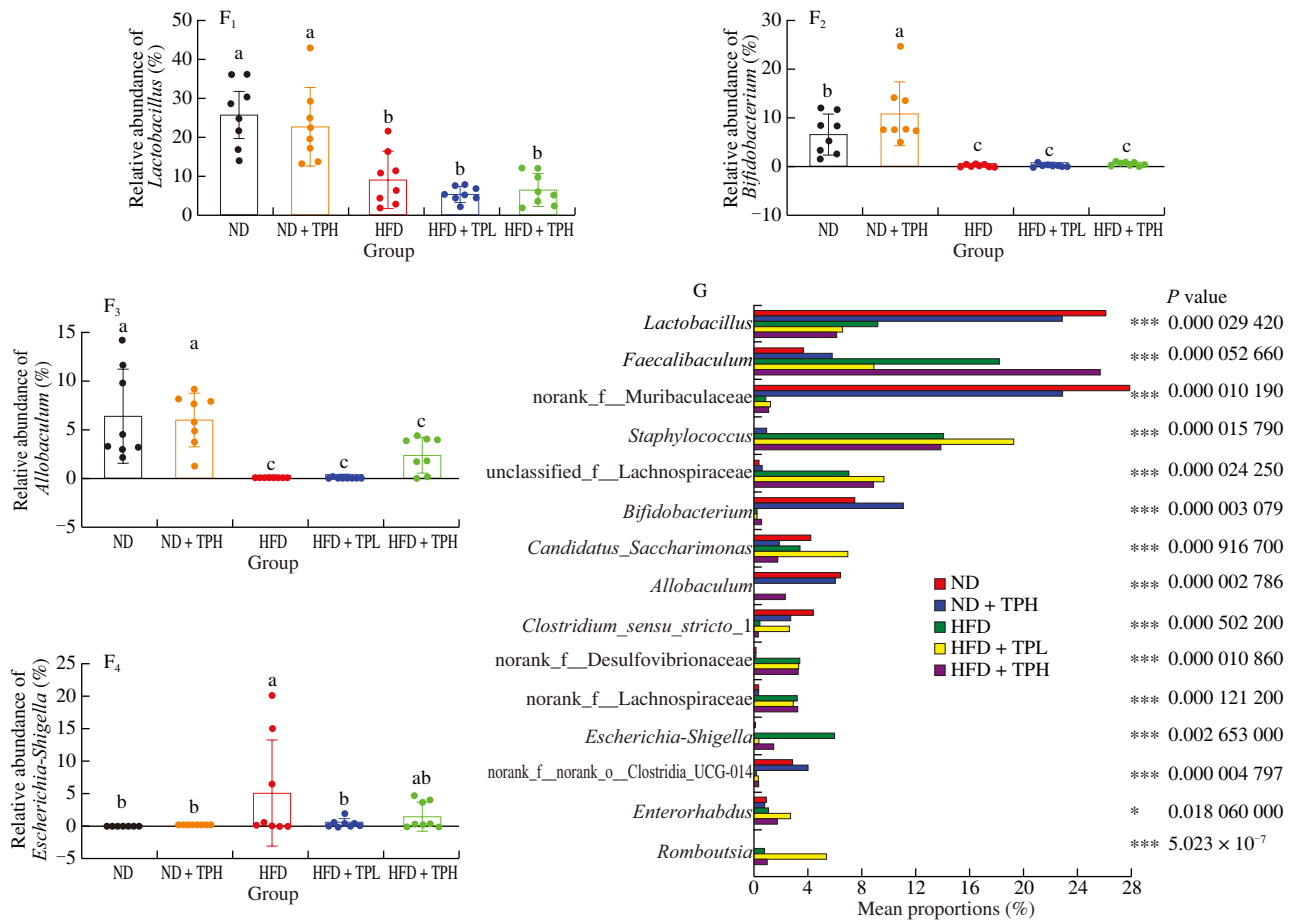 F1
Relative abundance of
Lactobacillus (%)
50
40
30
20
10
0
a
a
b
b
b
ND
ND + TPH
HFD
HFD + TPL
HFD + TPH
Group
F2
Relative abundance of
Bifidobacterium (%)
30
20
10
0
−10
b
a
c
c
c
ND
ND + TPH
HFD
HFD + TPL
HFD + TPH
Group
F3
Relative abundance of
Allobaculum (%)
15
10
5
0
−5
a
a
c
c
c
ND
ND + TPH
HFD
HFD + TPL
HFD + TPH
Group
F4
Relative abundance of
Escherichia-Shigella (%)
25
20
15
10
5
0
−5
b
b
a
b
ab
ND
ND + TPH
HFD
HFD + TPL
HFD + TPH
Group
G
P value
Lactobacillus *** 0.000 029 420
Faecalibaculum *** 0.000 052 660
norank_f__Muribaculaceae *** 0.000 010 190
Staphylococcus *** 0.000 015 790
unclassified_f__Lachnospiraceae *** 0.000 024 250
Bifidobacterium *** 0.000 003 079
Candidatus_Saccharimonas *** 0.000 916 700
Allobaculum *** 0.000 002 786
Clostridium_sensu_stricto_1 *** 0.000 502 200
norank_f__Desulfovibrionaceae *** 0.000 010 860
norank_f__Lachnospiraceae *** 0.000 121 200
Escherichia-Shigella *** 0.002 653 000
norank_f__norank_o__Clostridia_UCG-014 *** 0.000 004 797
Enterorhabdus * 0.018 060 000
Romboutsia *** 5.023 × 10⁻⁷
ND
ND + TPH
HFD
HFD + TPL
HFD + TPH
0 4 8 12 16 20 24 28
Mean proportions (%)